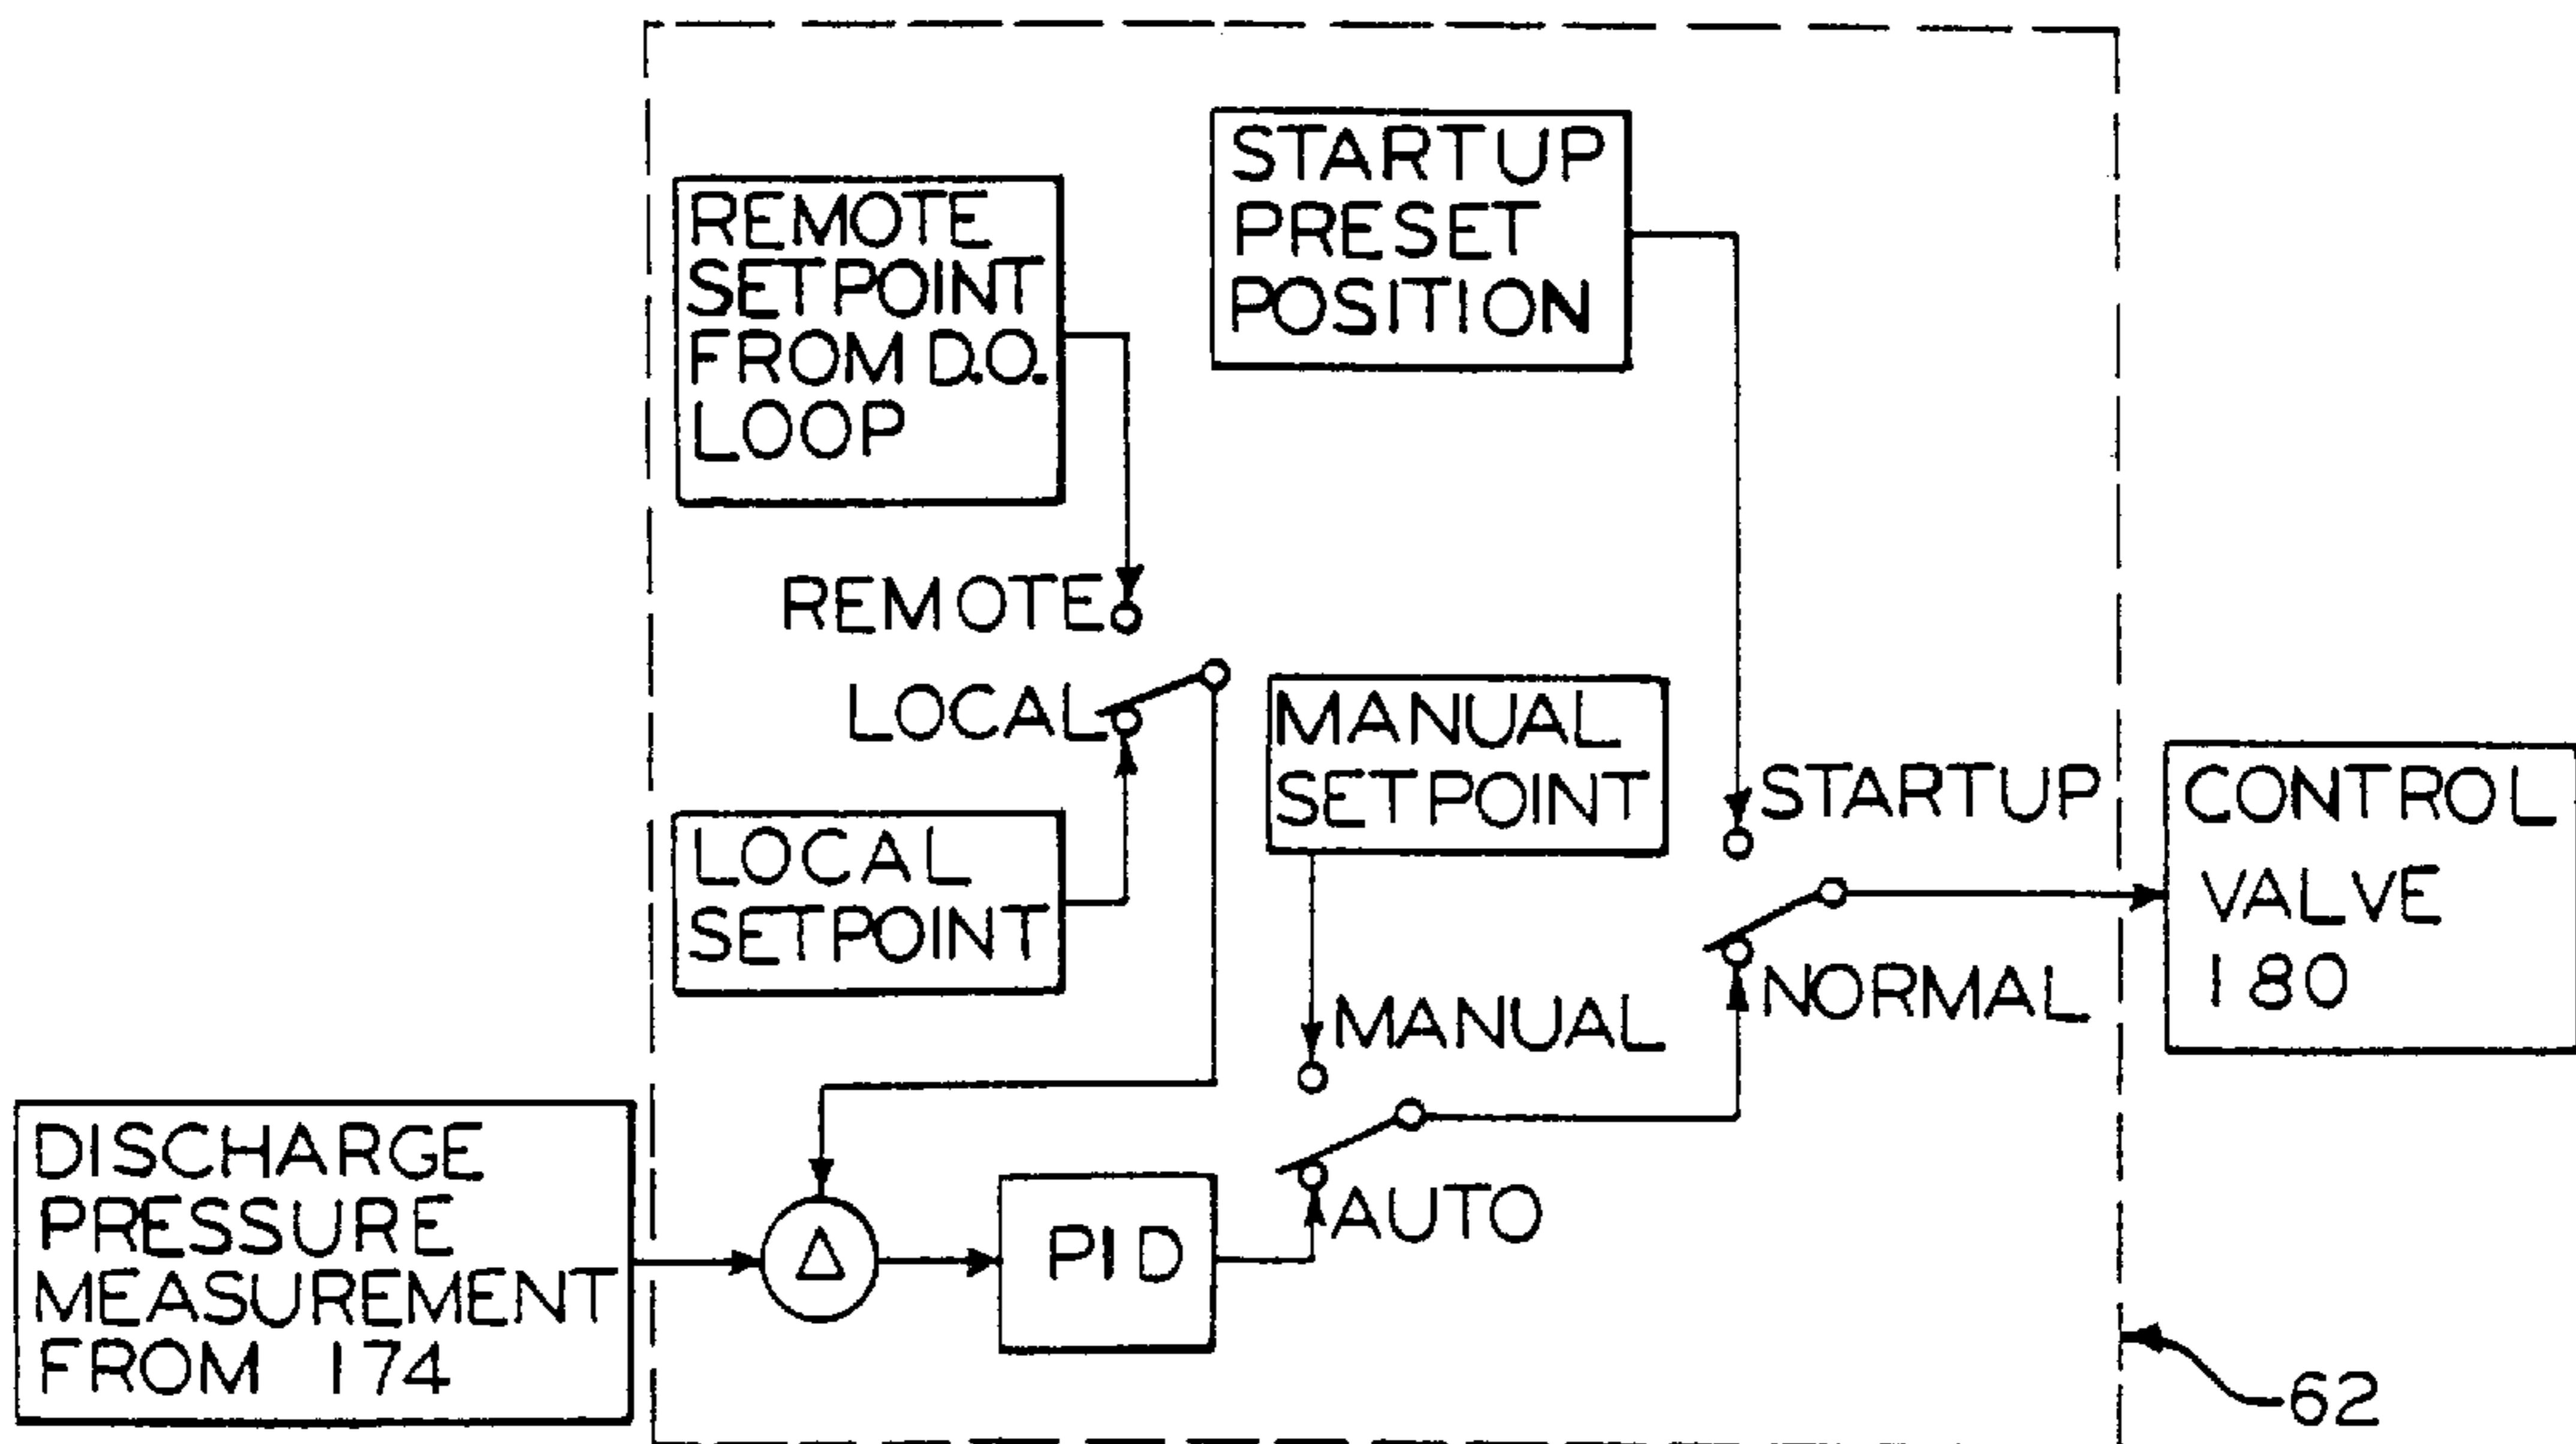 STARTUP
PRESET
POSITION
REMOTE
SETPOINT
FROM D.O.
LOOP
REMOTE
LOCAL
LOCAL
SETPOINT
MANUAL
SETPOINT
STARTUP
NORMAL
CONTROL
VALVE
180
MANUAL
AUTO
DISCHARGE
PRESSURE
MEASUREMENT
FROM 174
Δ
PID
62